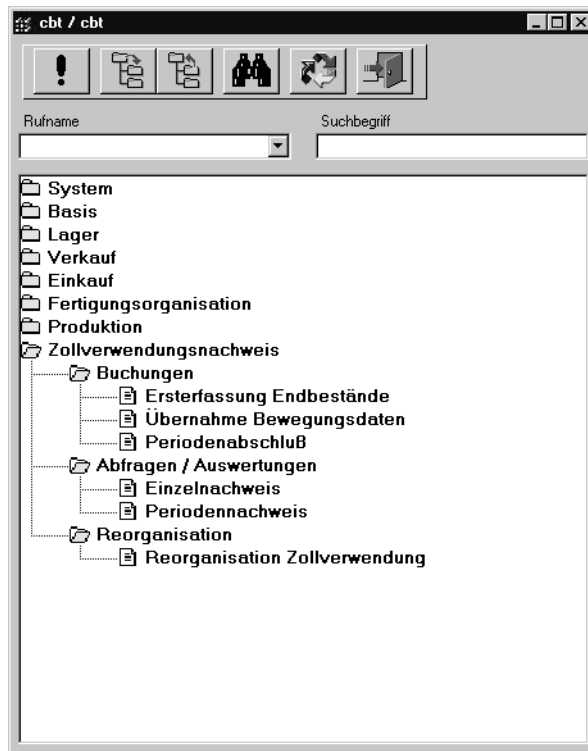 cbt / cbt
Rufname
Suchbegriff
System
Basis
Lager
Verkauf
Einkauf
Fertigungsorganisation
Produktion
Zollverwendungsnachweis
Buchungen
Ersterfassung Endbestände
Übernahme Bewegungsdaten
Periodenabschluß
Abfragen / Auswertungen
Einzelnachweis
Periodennachweis
Reorganisation
Reorganisation Zollverwendung